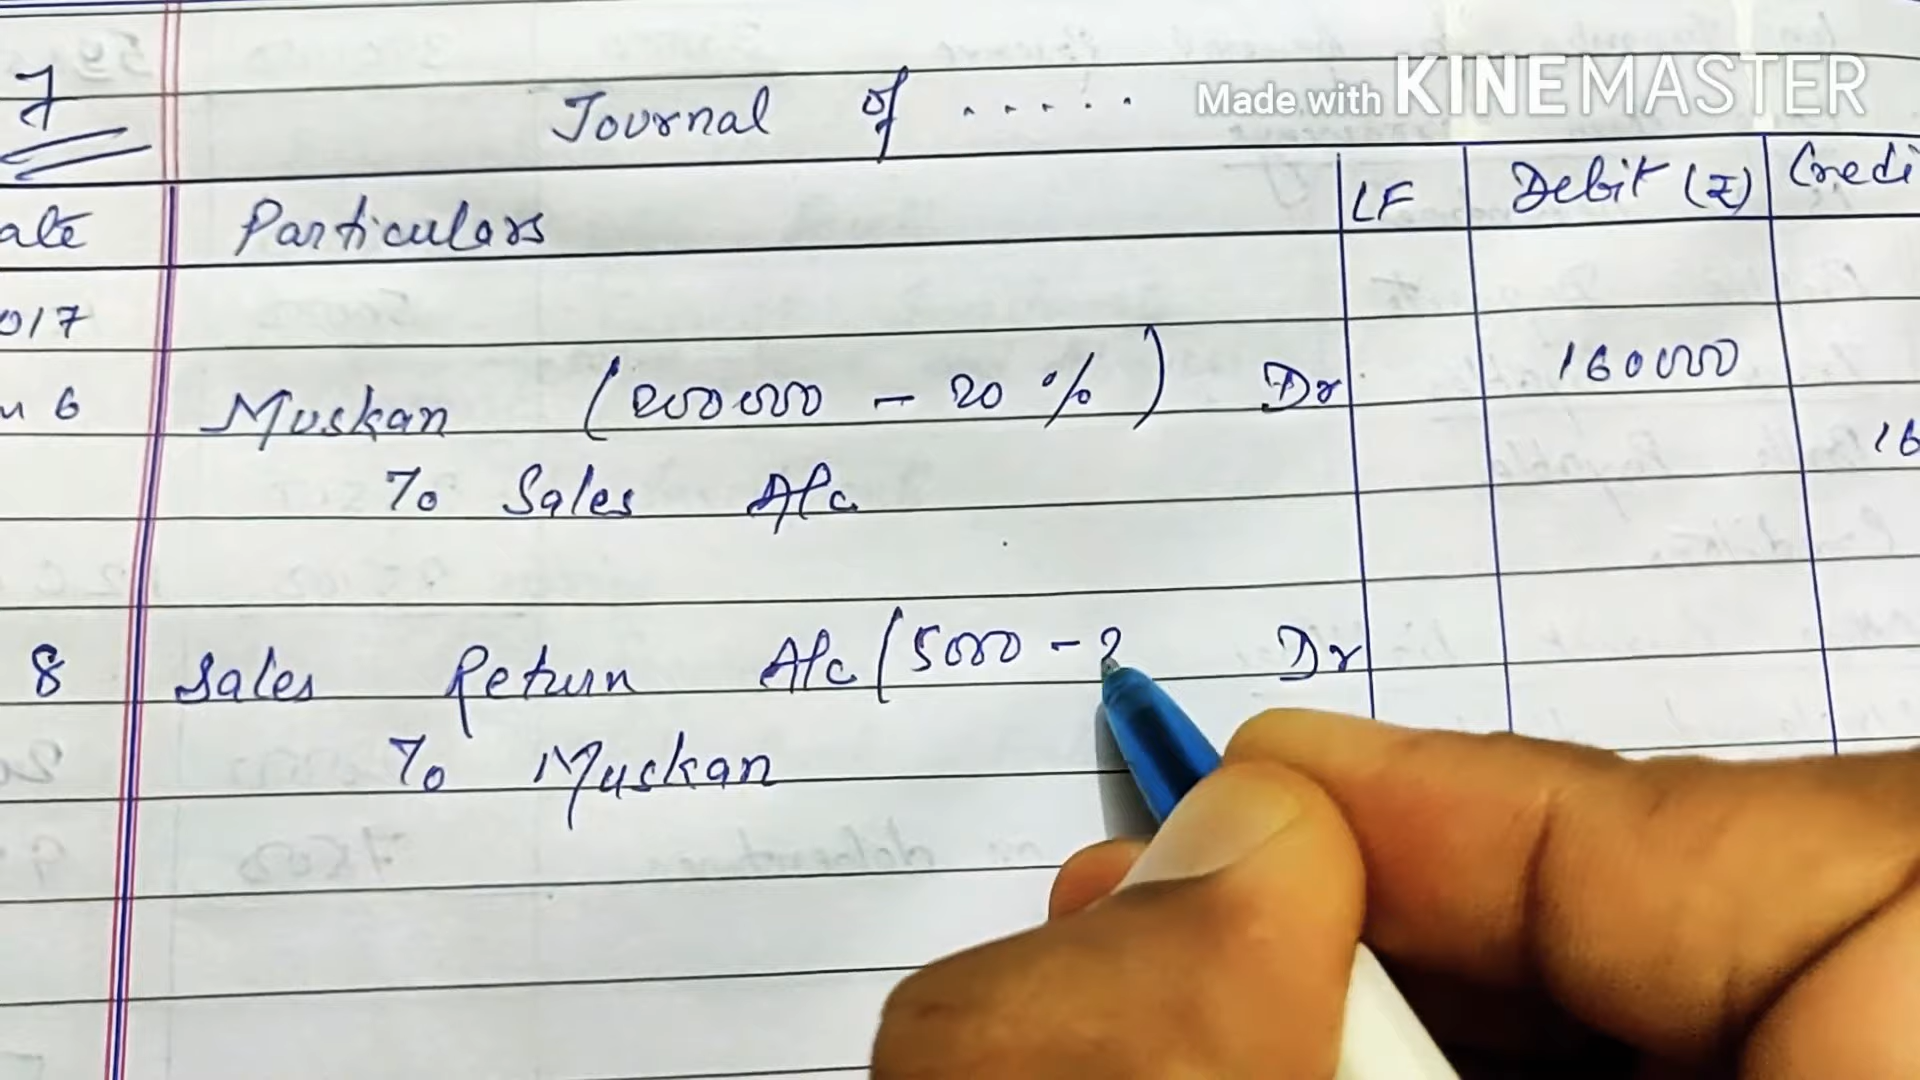 7
Journal of .....
Made with KINEMASTER
ate Particulars LF Debit (₹) Credi
017
6 Muskan (200000 - 20 %) Dr 160000
To Sales A/c 16
8 Sales Return A/c (5000 - 2 Dr
To Muskan